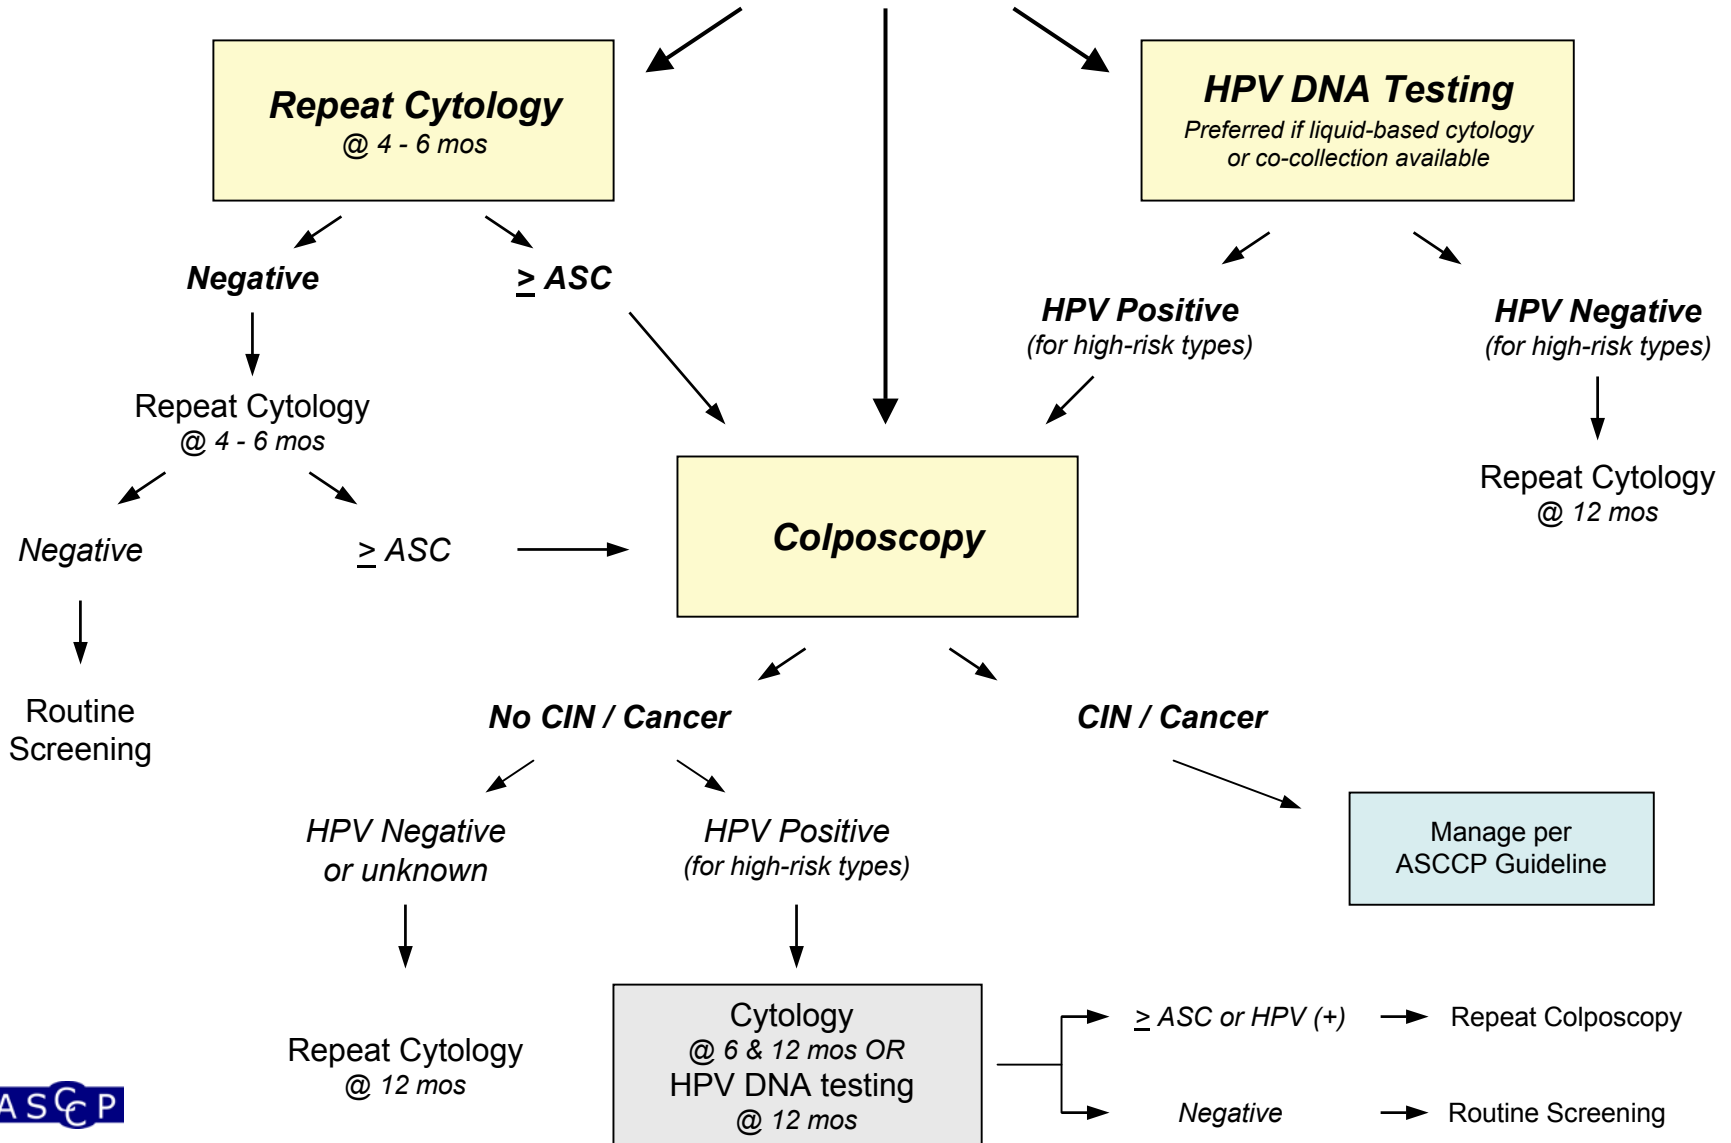 Repeat Cytology
@ 4 - 6 mos
HPV DNA Testing
Preferred if liquid-based cytology
or co-collection available
Negative
≥ ASC
HPV Positive
(for high-risk types)
HPV Negative
(for high-risk types)
Repeat Cytology
@ 4 - 6 mos
Repeat Cytology
@ 12 mos
Negative
≥ ASC
Colposcopy
Routine
Screening
No CIN / Cancer
CIN / Cancer
HPV Negative
or unknown
HPV Positive
(for high-risk types)
Manage per
ASCCP Guideline
Repeat Cytology
@ 12 mos
Cytology
@ 6 & 12 mos OR
HPV DNA testing
@ 12 mos
≥ ASC or HPV (+)
Repeat Colposcopy
Negative
Routine Screening
ASCCP